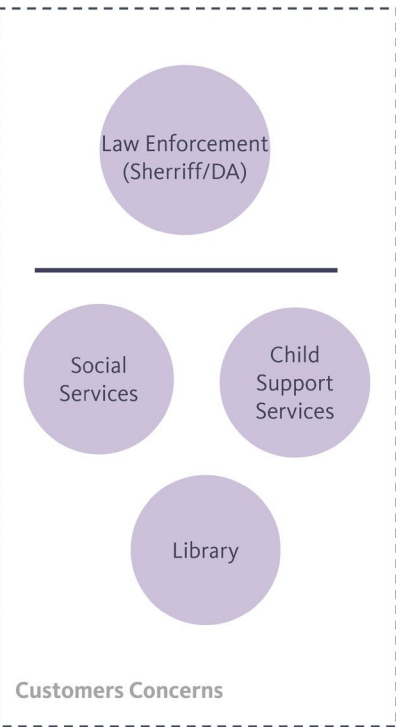 Law Enforcement
(Sherriff/DA)
Social
Services
Child
Support
Services
Library
Customers Concerns